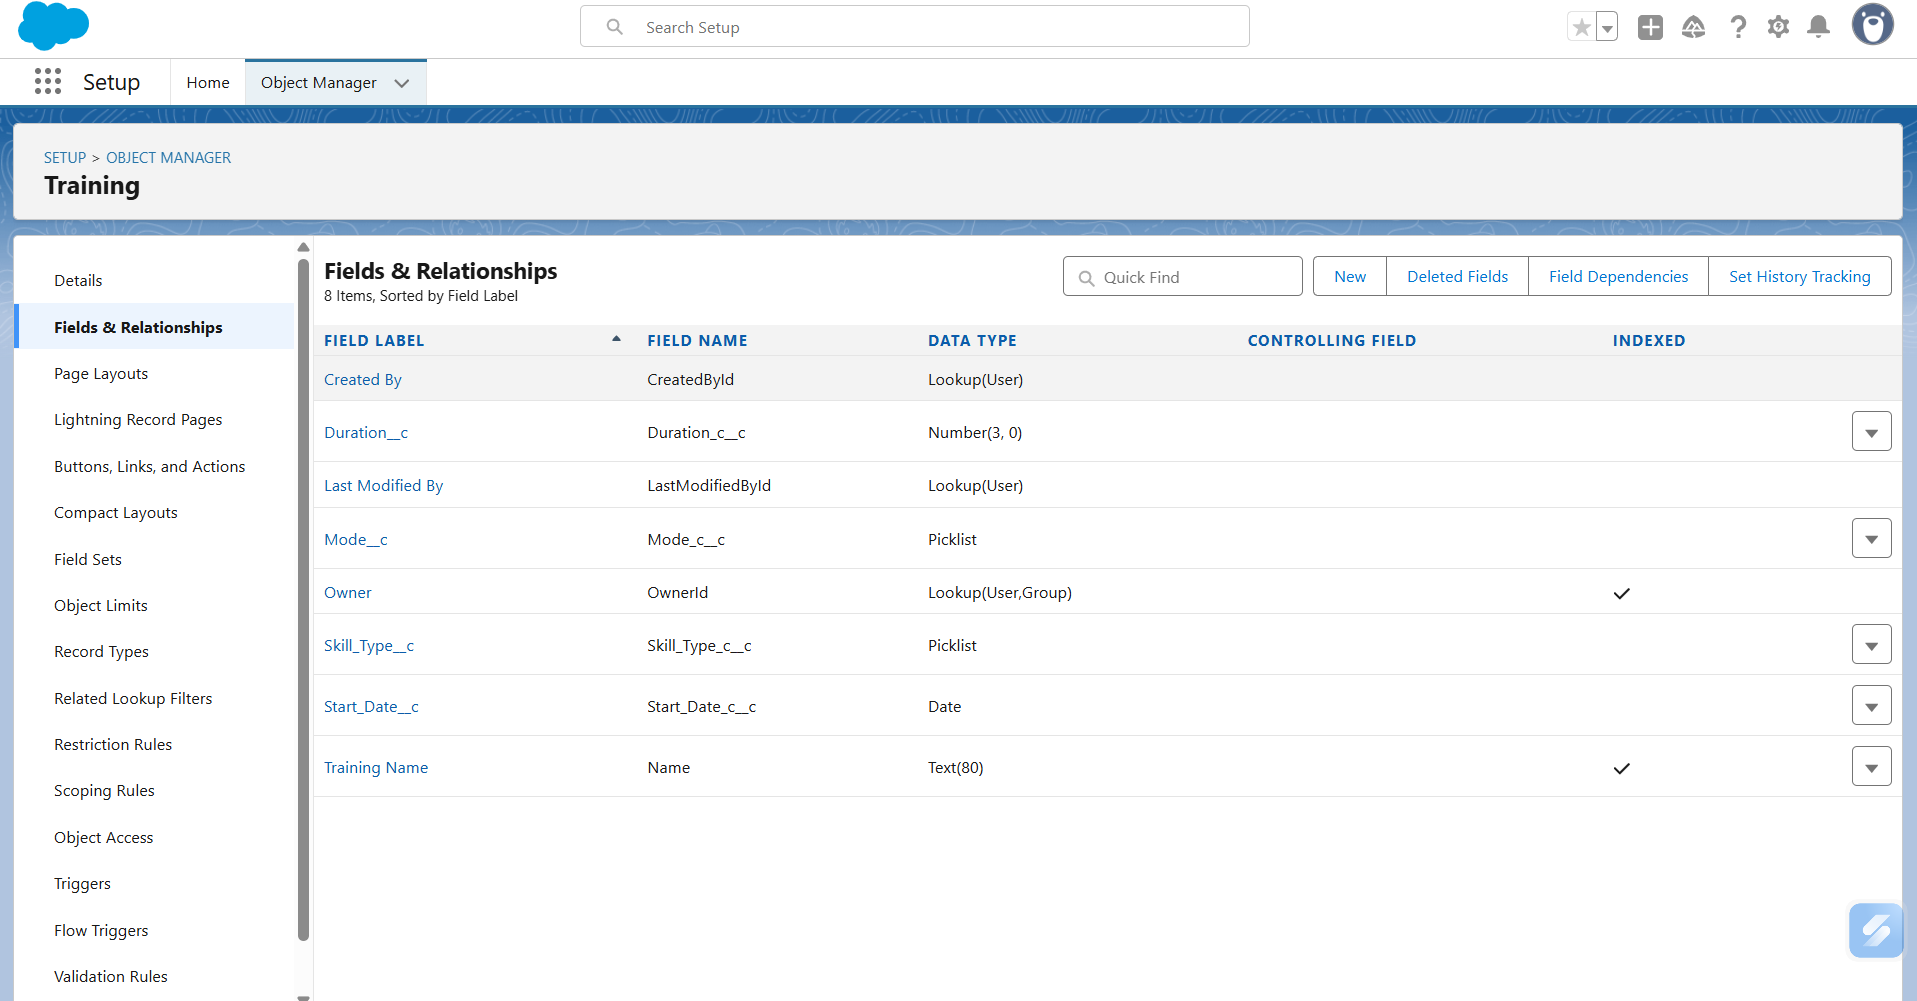 Search Setup
Setup
Home
Object Manager
SETUP > OBJECT MANAGER
Training
Details
Fields & Relationships
Page Layouts
Lightning Record Pages
Buttons, Links, and Actions
Compact Layouts
Field Sets
Object Limits
Record Types
Related Lookup Filters
Restriction Rules
Scoping Rules
Object Access
Triggers
Flow Triggers
Validation Rules
Fields & Relationships
8 Items, Sorted by Field Label
Quick Find
New
Deleted Fields
Field Dependencies
Set History Tracking
FIELD LABEL FIELD NAME DATA TYPE CONTROLLING FIELD INDEXED
Created By CreatedById Lookup(User)
Duration__c Duration_c__c Number(3, 0)
Last Modified By LastModifiedById Lookup(User)
Mode__c Mode_c__c Picklist
Owner OwnerId Lookup(User,Group)
Skill_Type__c Skill_Type_c__c Picklist
Start_Date__c Start_Date_c__c Date
Training Name Name Text(80)